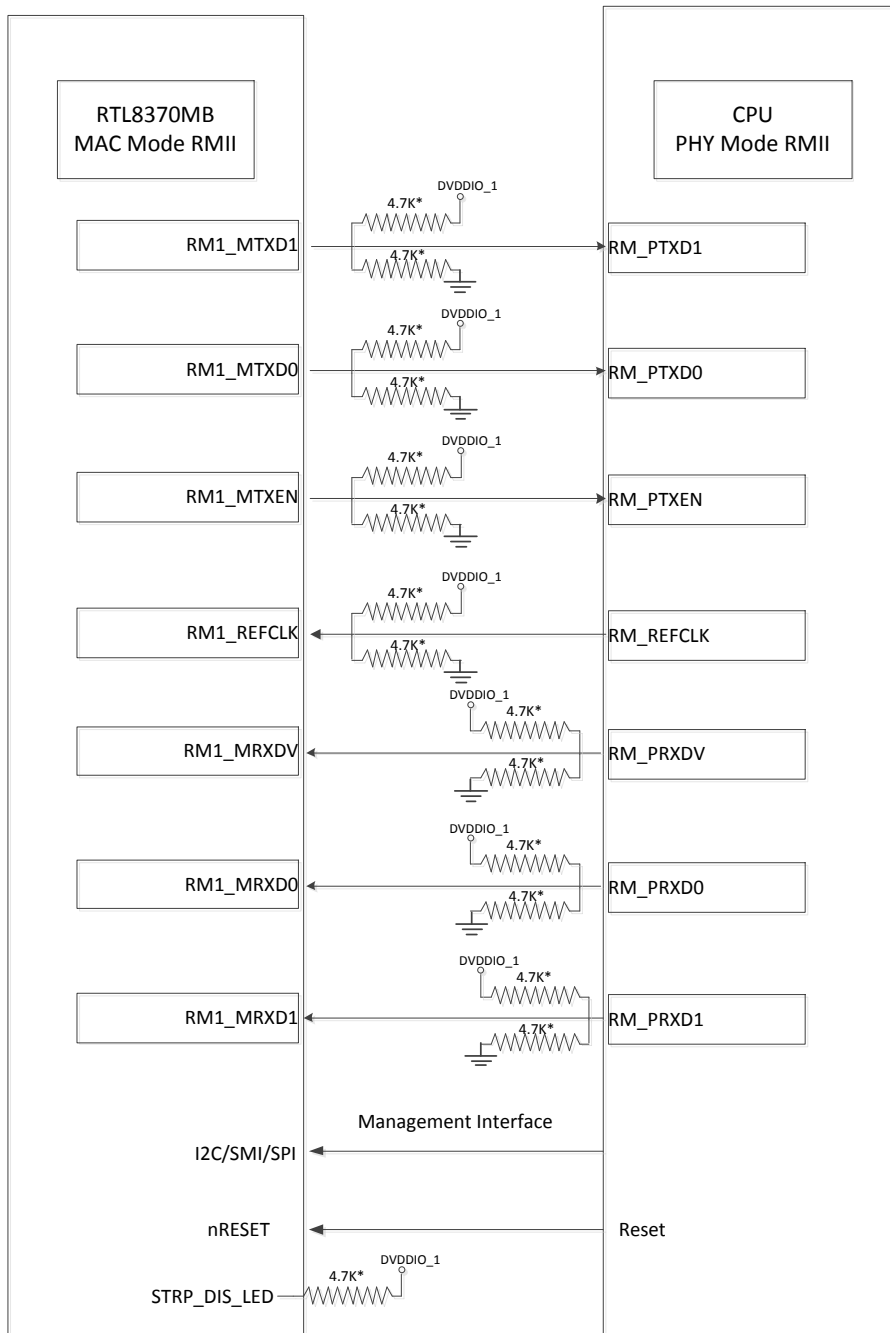 RTL8370MB
MAC Mode RMII
CPU
PHY Mode RMII
DVDDIO_1
4.7K*
RM1_MTXD1
RM_PTXD1
4.7K*
DVDDIO_1
4.7K*
RM1_MTXD0
RM_PTXD0
4.7K*
DVDDIO_1
4.7K*
RM1_MTXEN
RM_PTXEN
4.7K*
DVDDIO_1
4.7K*
RM1_REFCLK
RM_REFCLK
4.7K*
DVDDIO_1
4.7K*
RM1_MRXDV
RM_PRXDV
4.7K*
DVDDIO_1
4.7K*
RM1_MRXD0
RM_PRXD0
4.7K*
DVDDIO_1
4.7K*
RM1_MRXD1
RM_PRXD1
4.7K*
Management Interface
I2C/SMI/SPI
nRESET
Reset
DVDDIO_1
4.7K*
STRP_DIS_LED